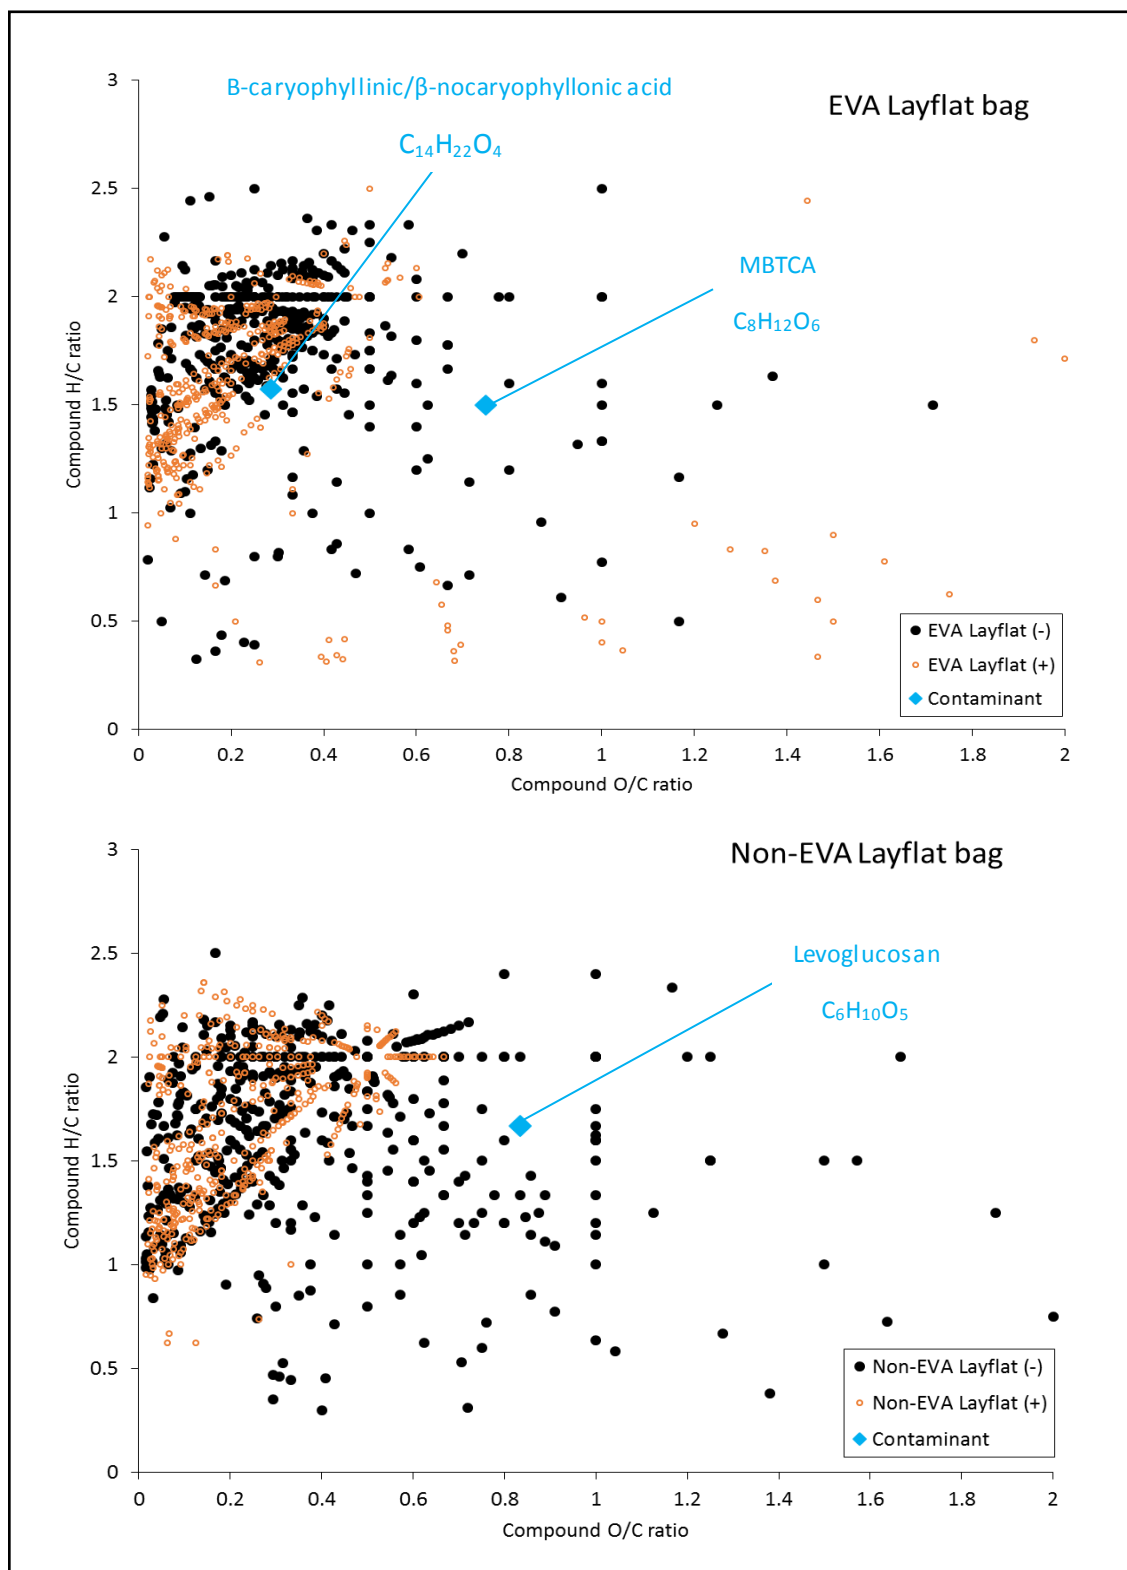 B-caryophyllinic/β-nocaryophyllonic acid
C₁₄H₂₂O₄
EVA Layflat bag
MBTCA
C₈H₁₂O₆
Compound H/C ratio
3
2.5
2
1.5
1
0.5
0
0 0.2 0.4 0.6 0.8 1 1.2 1.4 1.6 1.8 2
Compound O/C ratio
EVA Layflat (-)
EVA Layflat (+)
Contaminant
Non-EVA Layflat bag
Levoglucosan
C₆H₁₀O₅
Compound H/C ratio
3
2.5
2
1.5
1
0.5
0
0 0.2 0.4 0.6 0.8 1 1.2 1.4 1.6 1.8 2
Compound O/C ratio
Non-EVA Layflat (-)
Non-EVA Layflat (+)
Contaminant